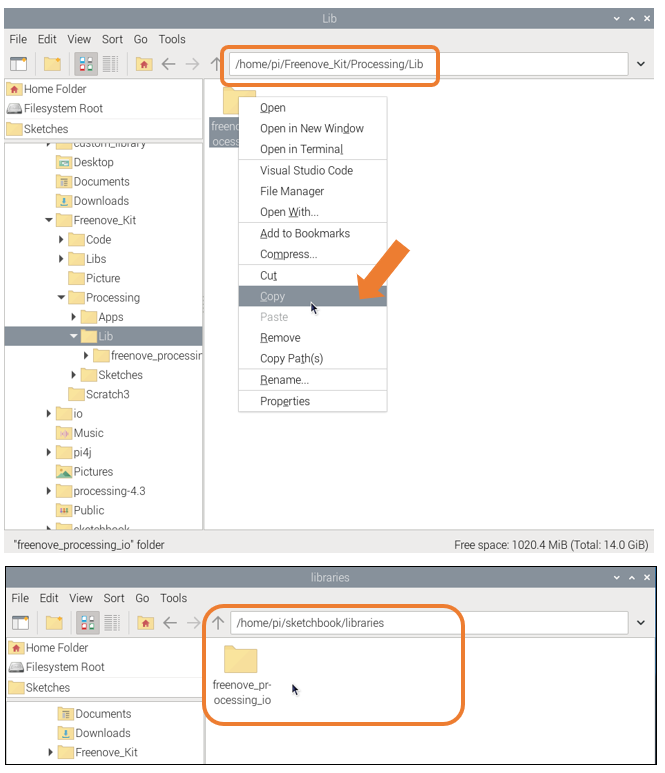 Lib
File Edit View Sort Go Tools
/home/pi/Freenove_Kit/Processing/Lib
Home Folder
Filesystem Root
Sketches
custom_library
Desktop
Documents
Downloads
Freenove_Kit
Code
Libs
Picture
Processing
Apps
Lib
freenove_processin
Sketches
Scratch3
io
Music
pi4j
Pictures
processing-4.3
Public
sketchbook
Open
Open in New Window
Open in Terminal
Visual Studio Code
File Manager
Open With...
Add to Bookmarks
Compress...
Cut
Copy
Paste
Remove
Copy Path(s)
Rename...
Properties
"freenove_processing_io" folder
Free space: 1020.4 MiB (Total: 14.0 GiB)
libraries
File Edit View Sort Go Tools
/home/pi/sketchbook/libraries
Home Folder
Filesystem Root
Sketches
Documents
Downloads
Freenove_Kit
freenove_pr-
ocessing_io